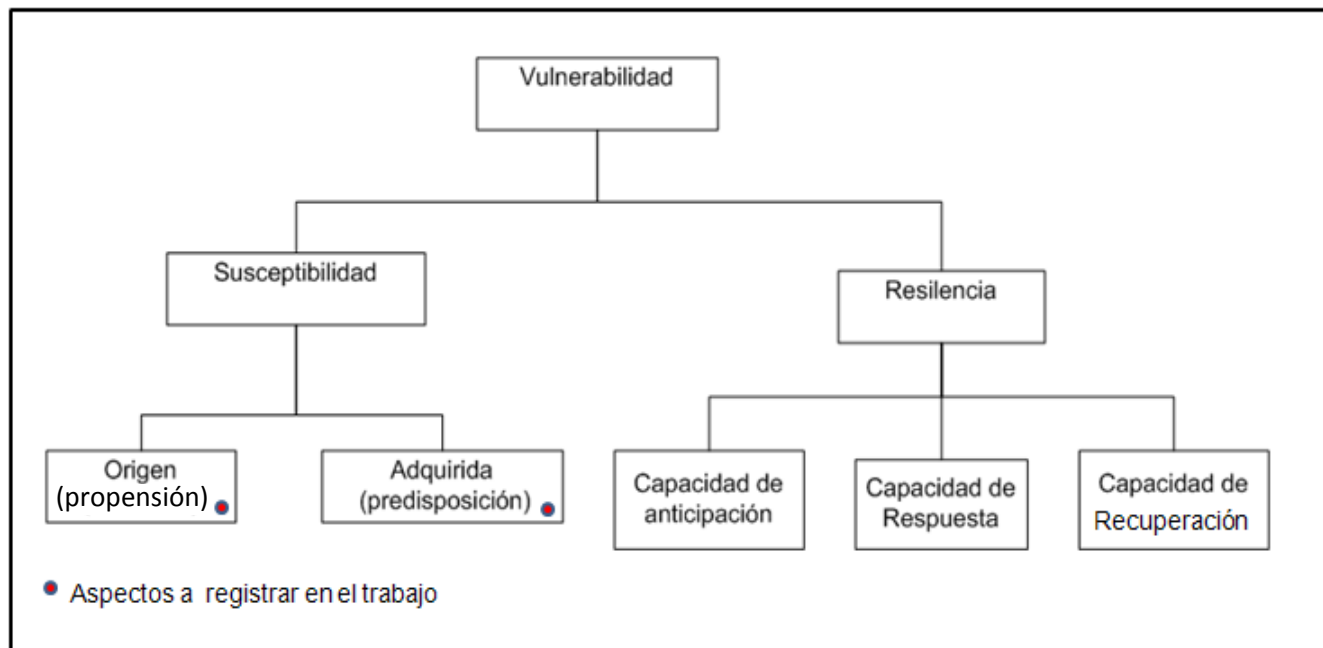 Vulnerabilidad
Susceptibilidad
Resilencia
Origen
(propensión)
Adquirida
(predisposición)
Capacidad de
anticipación
Capacidad de
Respuesta
Capacidad de
Recuperación
Aspectos a registrar en el trabajo